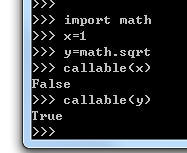 >>>
>>> import math
>>> x=1
>>> y=math.sqrt
>>> callable(x)
False
>>> callable(y)
True
>>>